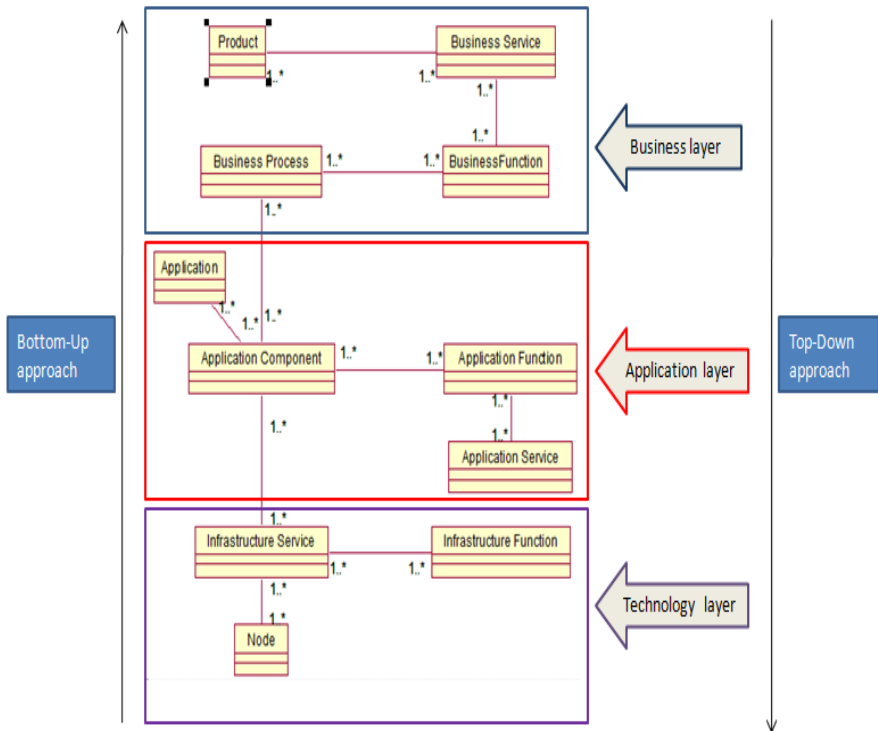 Product
Business Service
1..*
1..*
1..*
1..*
Business Process
1..*
1..*
BusinessFunction
Business layer
1..*
Application
1..*
1..*
1..*
Bottom-Up
approach
Application Component
1..*
1..*
Application Function
Application layer
Top-Down
approach
1..*
1..*
1..*
Application Service
1..*
Infrastructure Service
Infrastructure Function
1..*
1..*
1..*
Technology layer
1..*
Node